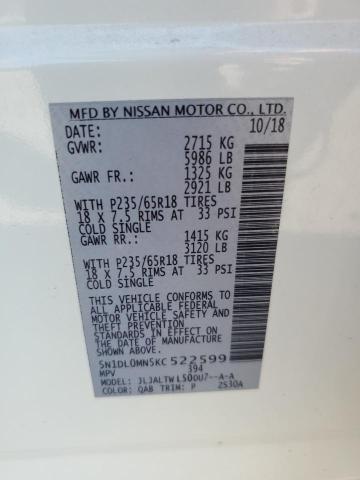 MFD BY NISSAN MOTOR CO., LTD.
DATE: 10/18
GVWR: 2715 KG
5986 LB
GAWR FR.: 1325 KG
2921 LB
WITH P235/65R18 TIRES
18 X 7.5 RIMS AT 33 PSI
COLD SINGLE
GAWR RR.: 1415 KG
3120 LB
WITH P235/65R18 TIRES
18 X 7.5 RIMS AT 33 PSI
COLD SINGLE
THIS VEHICLE CONFORMS TO
ALL APPLICABLE FEDERAL
MOTOR VEHICLE SAFETY AND
STANDARDS IN EFFECT ON
THE DATE OF MANUFACTURE
5N1DL0MN5KC522599
MPV 394
JLJALTWL50OU7--A-A
COLOR: QAB TRIM: P 2S30A